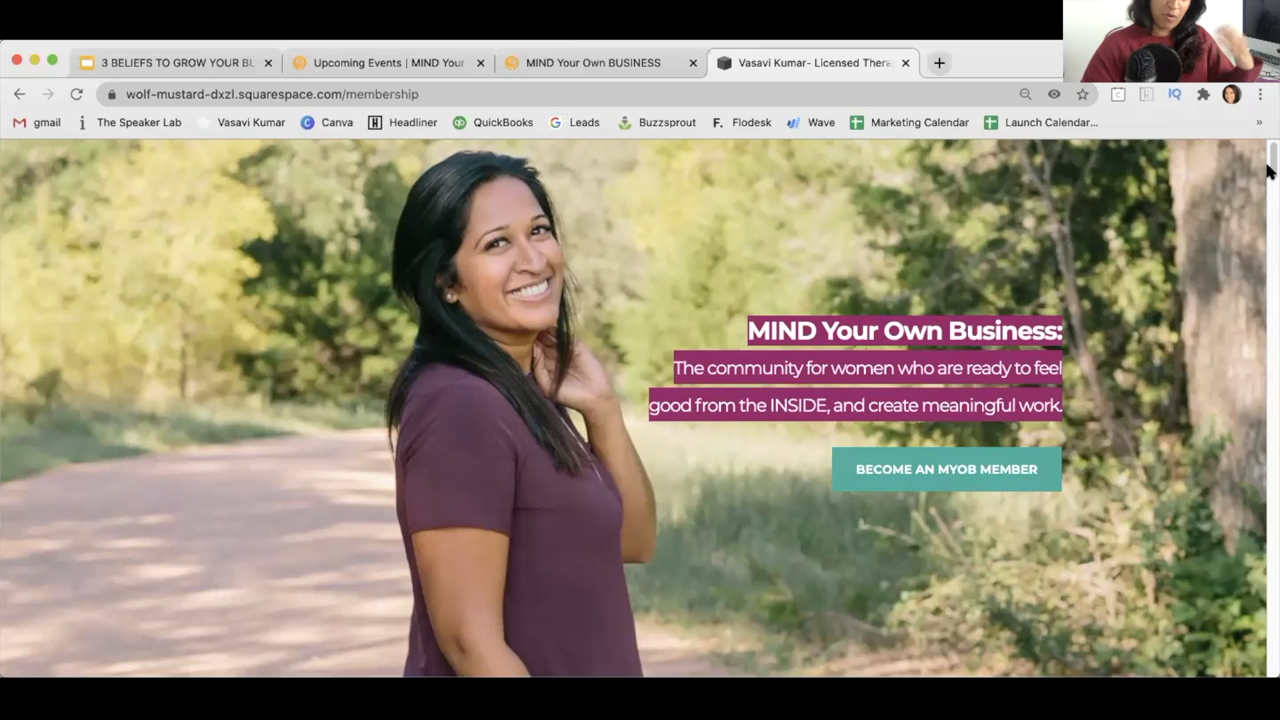 3 BELIEFS TO GROW YOUR BU
Upcoming Events | MIND Your
MIND Your Own BUSINESS
Vasavi Kumar- Licensed Thera
wolf-mustard-dxzl.squarespace.com/membership
IQ
gmail
The Speaker Lab
Vasavi Kumar
Canva
Headliner
QuickBooks
Leads
Buzzsprout
F. Flodesk
Wave
Marketing Calendar
Launch Calendar...
»
MIND Your Own Business:
The community for women who are ready to feel
good from the INSIDE, and create meaningful work.
BECOME AN MYOB MEMBER